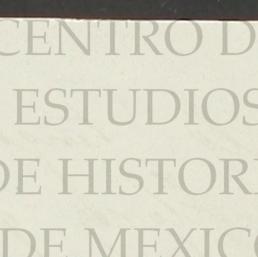 CENTRO D
ESTUDIOS
DE HISTOR
DE MEXICO